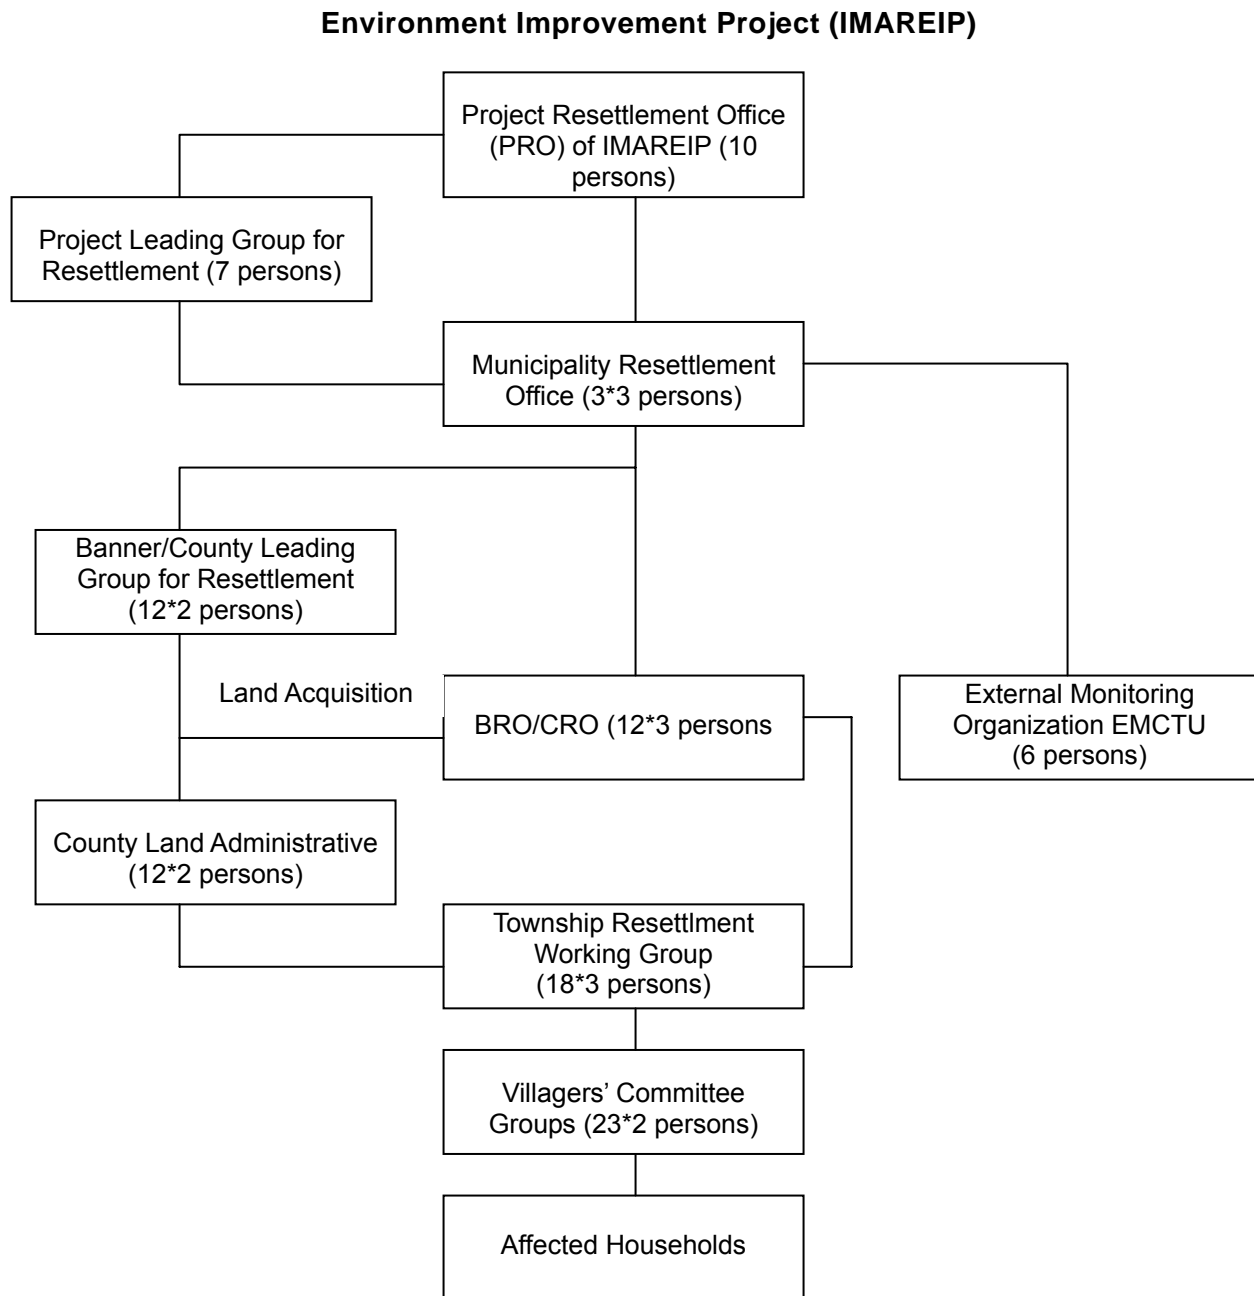 Environment Improvement Project (IMAREIP)
Project Resettlement Office
(PRO) of IMAREIP (10
persons)
Project Leading Group for
Resettlement (7 persons)
Municipality Resettlement
Office (3*3 persons)
Banner/County Leading
Group for Resettlement
(12*2 persons)
Land Acquisition
BRO/CRO (12*3 persons
External Monitoring
Organization EMCTU
(6 persons)
County Land Administrative
(12*2 persons)
Township Resettlment
Working Group
(18*3 persons)
Villagers’ Committee
Groups (23*2 persons)
Affected Households